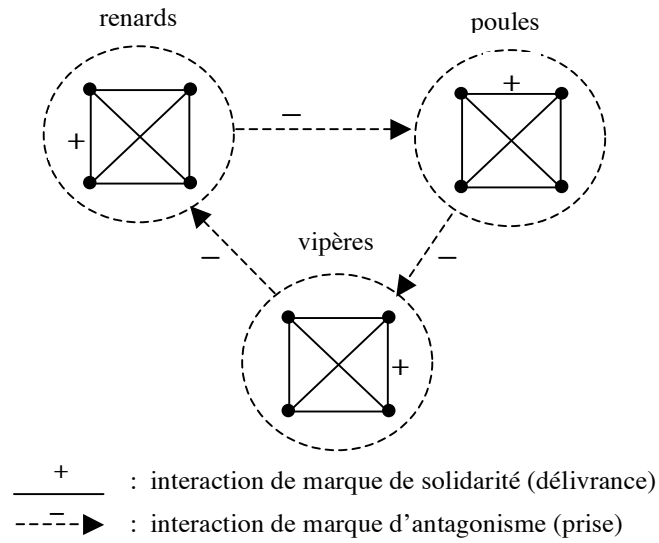 renards
poules
+
+
–
vipères
–
–
+
+
: interaction de marque de solidarité (délivrance)
–
: interaction de marque d'antagonisme (prise)